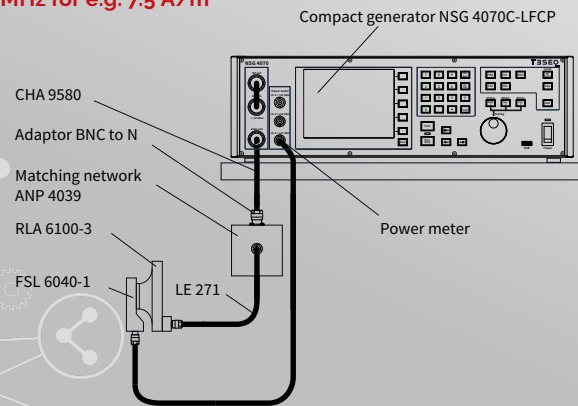 MHz for e.g. 7.5 A/m
Compact generator NSG 4070C-LFCP
NSG 4070
TESEQ
CHA 9580
Adaptor BNC to N
Matching network
ANP 4039
RLA 6100-3
Power meter
FSL 6040-1
LE 271